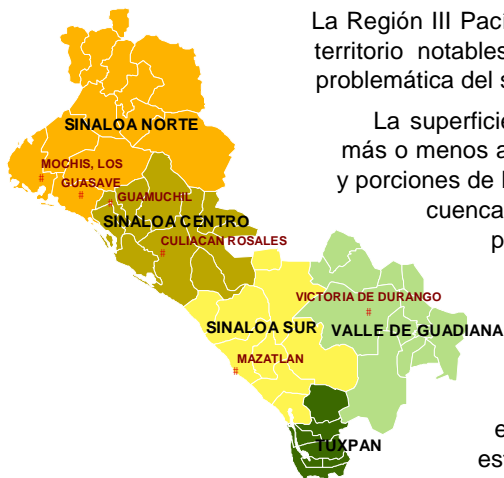 La Región III Pací
territorio notables
problemática del s
La superficie
más o menos a
y porciones de l
cuenca
p
SINALOA NORTE
MOCHIS, LOS
#
GUASAVE
#
GUAMUCHIL
#
SINALOA CENTRO
CULIACAN ROSALES
#
VICTORIA DE DURANGO
#
SINALOA SUR
VALLE DE GUADIANA
MAZATLAN
#
TUXPAN
e
est